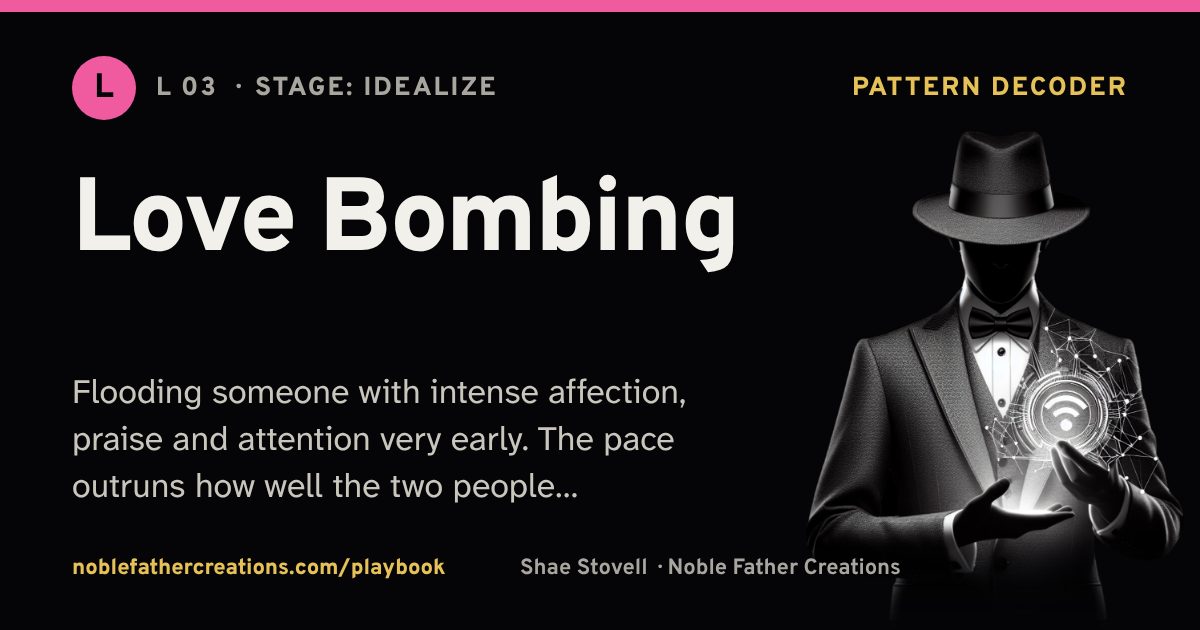 L
L 03 · STAGE: IDEALIZE
PATTERN DECODER
Love Bombing
Flooding someone with intense affection,
praise and attention very early. The pace
outruns how well the two people...
noblefathercreations.com/playbook
Shae Stovell · Noble Father Creations